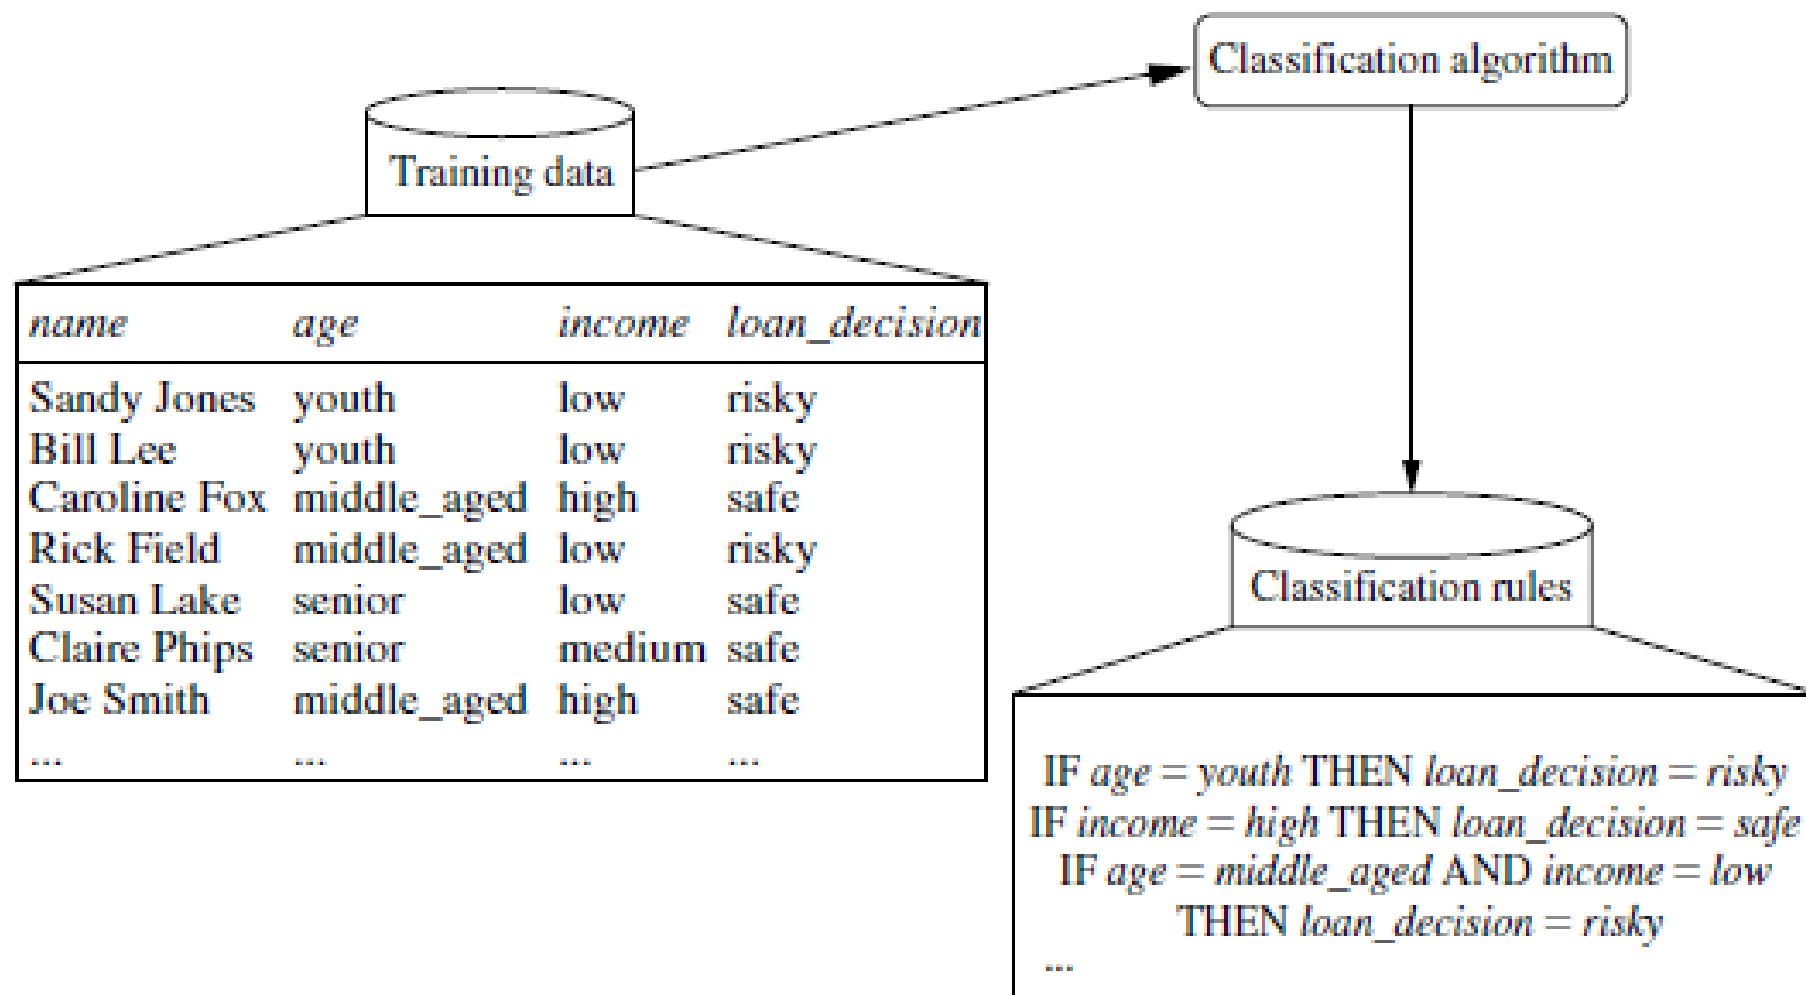 Classification algorithm
Training data
name age income loan_decision
Sandy Jones youth low risky
Bill Lee youth low risky
Caroline Fox middle_aged high safe
Rick Field middle_aged low risky
Susan Lake senior low safe
Claire Phips senior medium safe
Joe Smith middle_aged high safe
... ... ... ...
Classification rules
IF age = youth THEN loan_decision = risky
IF income = high THEN loan_decision = safe
IF age = middle_aged AND income = low
THEN loan_decision = risky
...